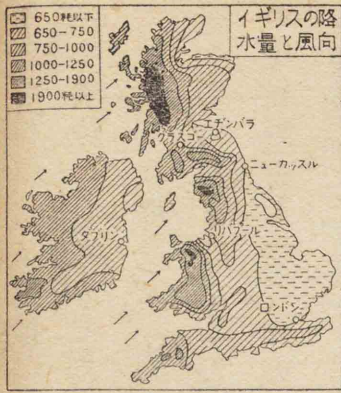 650粍以下
650-750
750-1000
1000-1250
1250-1900
1900粍以上
イギリスの降
水量と風向
エヂンバラ
グラスゴー
ニューカッスル
ダブリン
リバプール
ロンドン